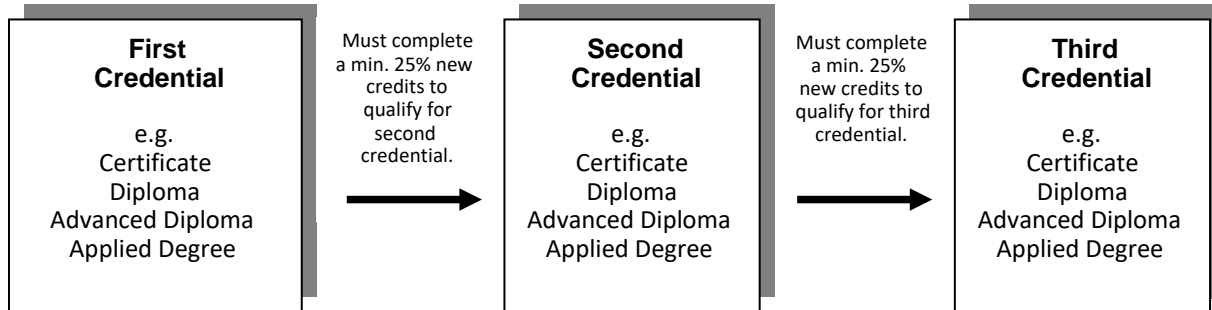 First
Credential
e.g.
Certificate
Diploma
Advanced Diploma
Applied Degree
Must complete
a min. 25% new
credits to
qualify for
second
credential.
Second
Credential
e.g.
Certificate
Diploma
Advanced Diploma
Applied Degree
Must complete
a min. 25%
new credits to
qualify for third
credential.
Third
Credential
e.g.
Certificate
Diploma
Advanced Diploma
Applied Degree